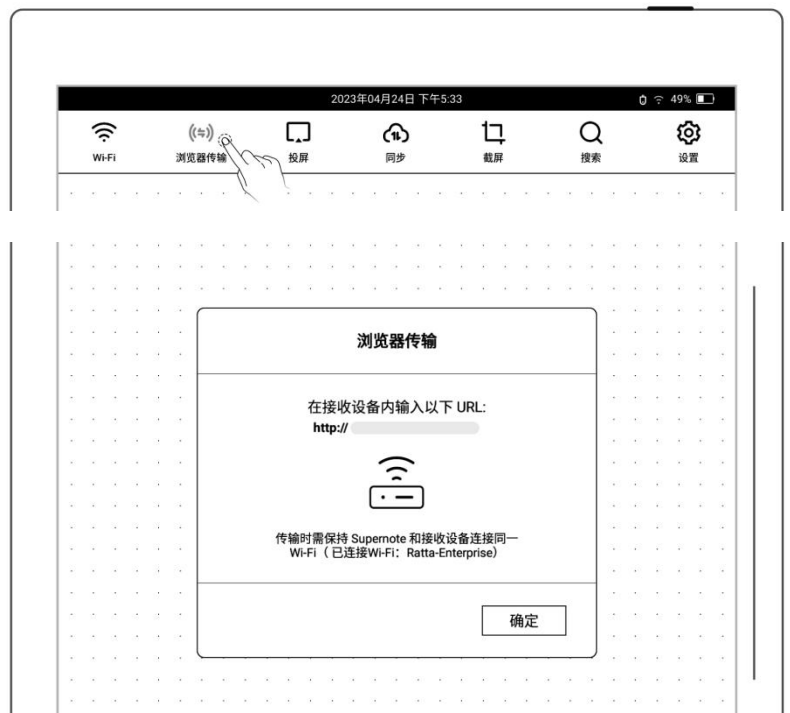 2023年04月24日 下午5:33
49%
Wi-Fi
浏览器传输
投屏
同步
截屏
搜索
设置
浏览器传输
在接收设备内输入以下 URL:
http://
传输时需保持 Supernote 和接收设备连接同一
Wi-Fi（ 已连接Wi-Fi：Ratta-Enterprise）
确定